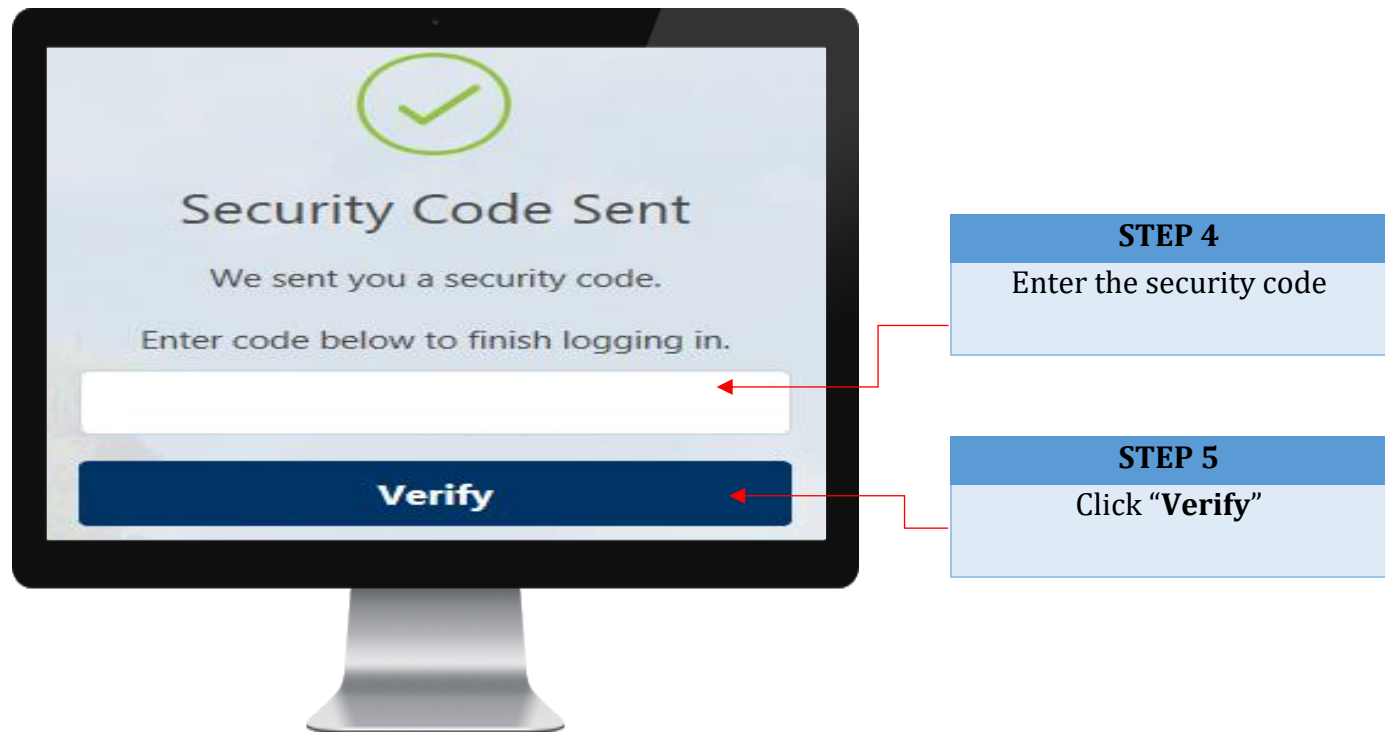 Security Code Sent
We sent you a security code.
Enter code below to finish logging in.
Verify
STEP 4
Enter the security code
STEP 5
Click “Verify”